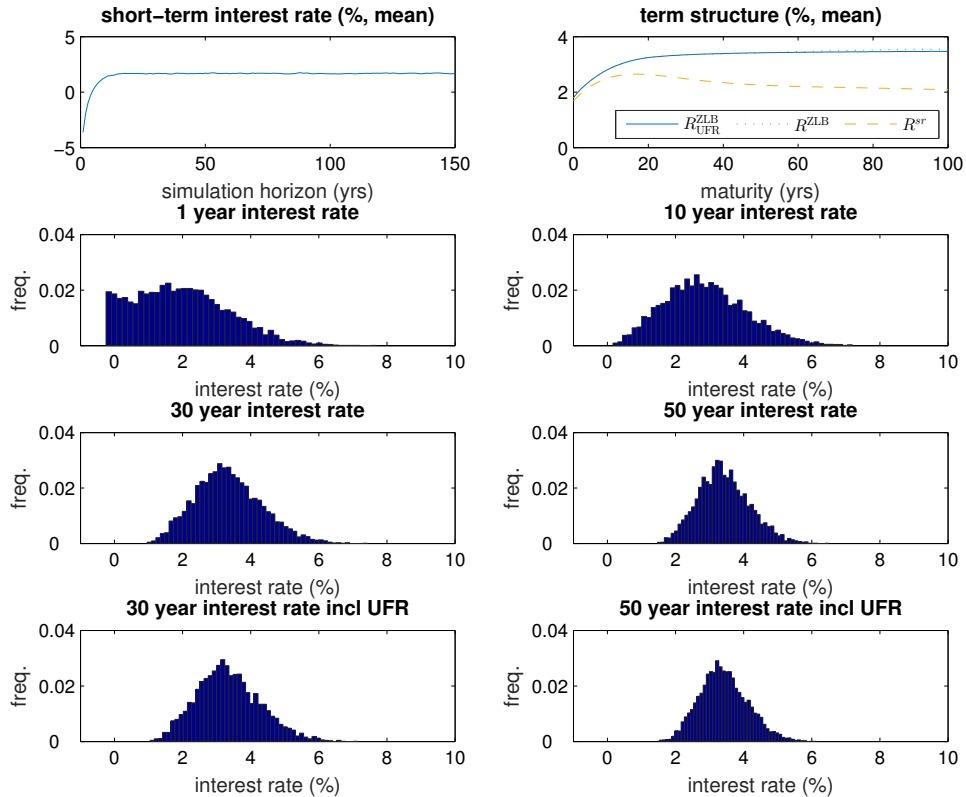 short−term interest rate (%, mean)
5
0
−5
0 50 100 150
simulation horizon (yrs)
term structure (%, mean)
4
2
0
R^ZLB_UFR R^ZLB R^sr
0 20 40 60 80 100
maturity (yrs)
1 year interest rate
0.04
0.02
0
freq.
0 2 4 6 8 10
interest rate (%)
10 year interest rate
0.04
0.02
0
freq.
0 2 4 6 8 10
interest rate (%)
30 year interest rate
0.04
0.02
0
freq.
0 2 4 6 8 10
interest rate (%)
50 year interest rate
0.04
0.02
0
freq.
0 2 4 6 8 10
interest rate (%)
30 year interest rate incl UFR
0.04
0.02
0
freq.
0 2 4 6 8 10
interest rate (%)
50 year interest rate incl UFR
0.04
0.02
0
freq.
0 2 4 6 8 10
interest rate (%)